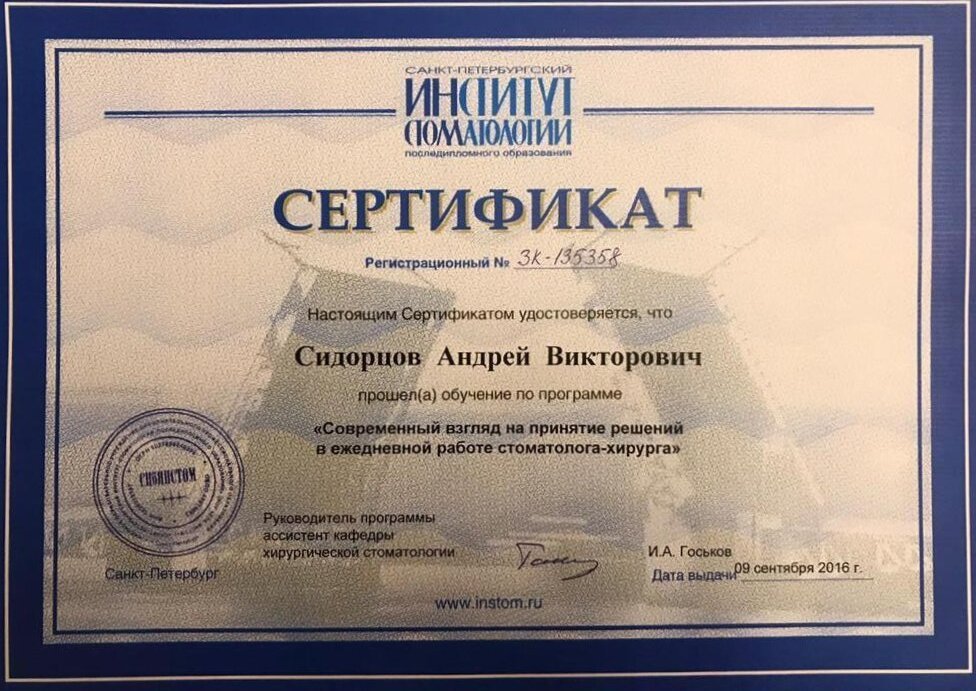 САНКТ-ПЕТЕРБУРГСКИЙ
ИНСТИТУТ
СТОМАТОЛОГИИ
последипломного образования
СЕРТИФИКАТ
Регистрационный № ЗК-135358
Настоящим Сертификатом удостоверяется, что
Сидорцов Андрей Викторович
прошел(а) обучение по программе
«Современный взгляд на принятие решений
в ежедневной работе стоматолога-хирурга»
СПБИНСТОМ
Руководитель программы
ассистент кафедры
хирургической стоматологии
И.А. Госьков
Санкт-Петербург
Дата выдачи 09 сентября 2016 г.
www.instom.ru